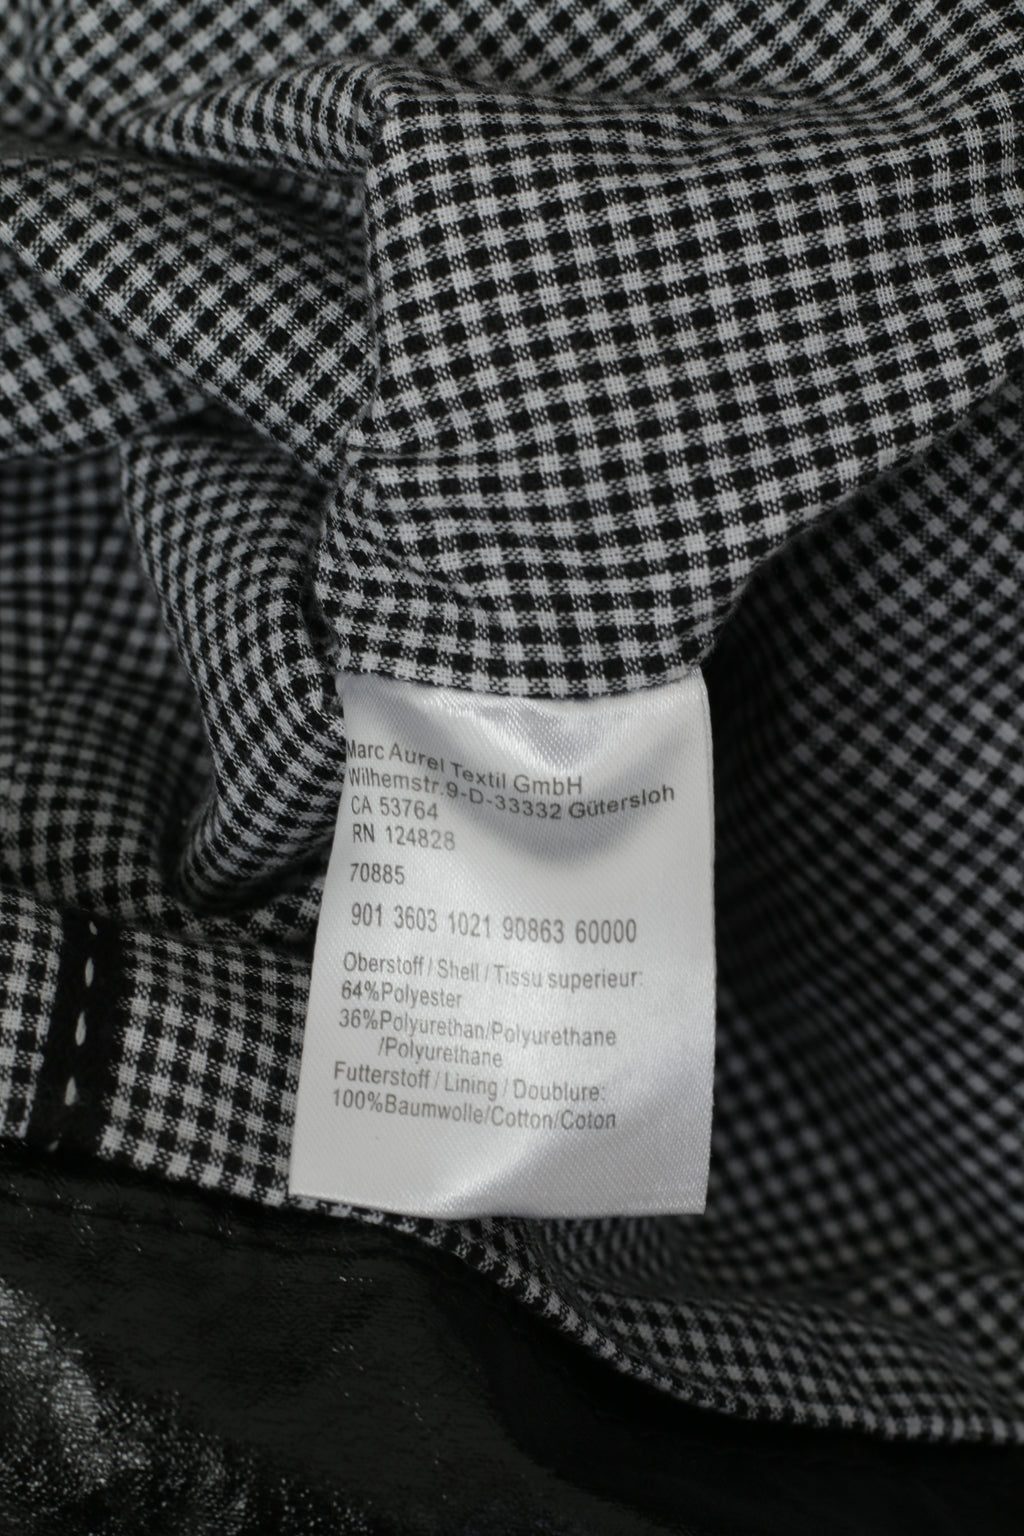 Marc Aurel Textil GmbH
Wilhemstr.9-D-33332 Gütersloh
CA 53764
RN 124828
70885
901 3603 1021 90863 60000
Oberstoff / Shell / Tissu superieur:
64%Polyester
36%Polyurethan/Polyurethane
/Polyurethane
Futterstoff / Lining / Doublure:
100%Baumwolle/Cotton/Coton